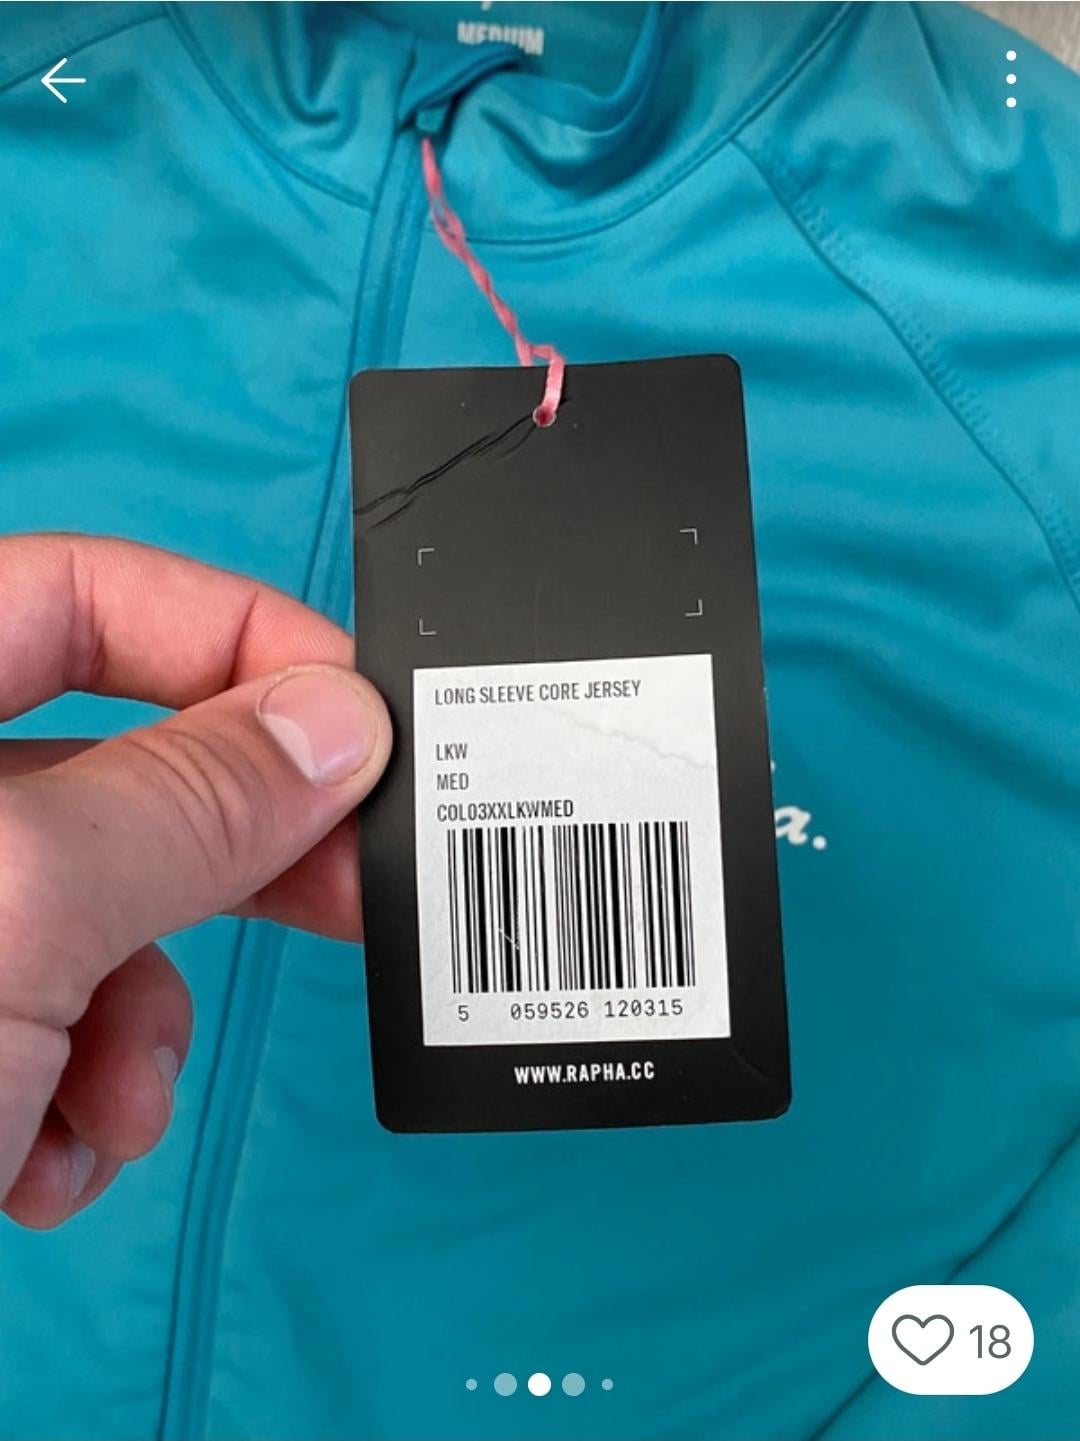 MEDIUM
LONG SLEEVE CORE JERSEY
LKW
MED
COL03XXLKWMED
a.
5 059526 120315
WWW.RAPHA.CC
18